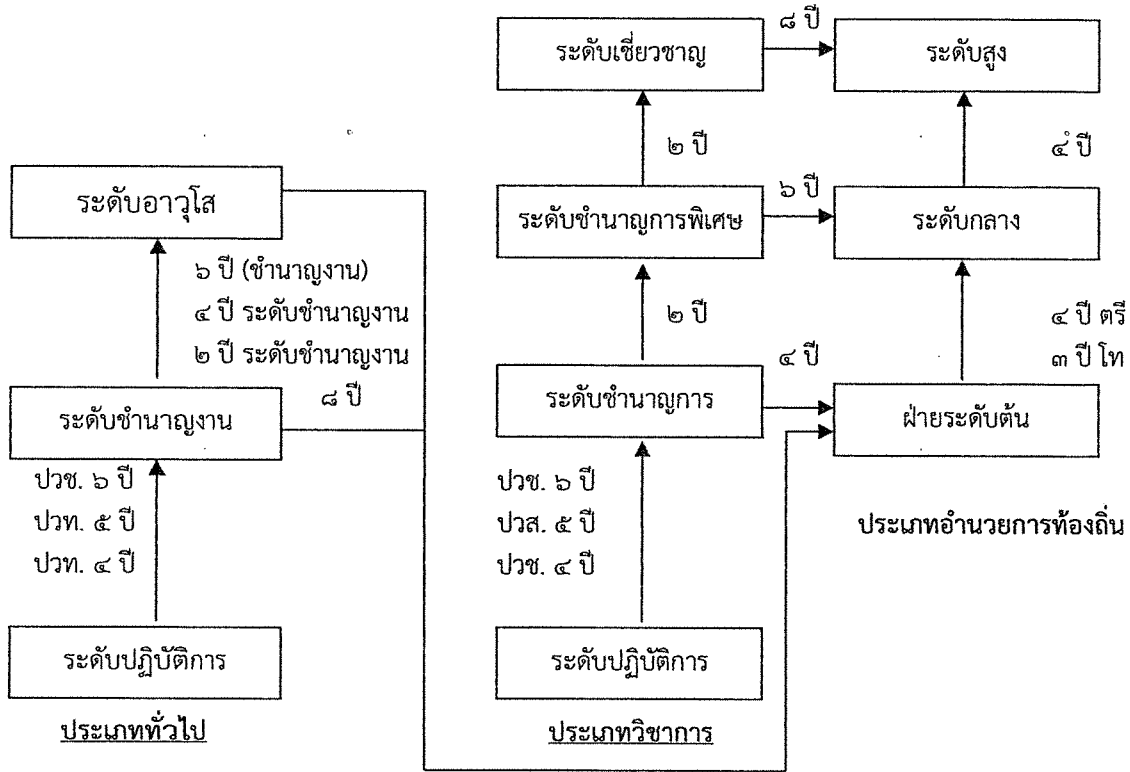 ๘ ปี
ระดับเชี่ยวชาญ
ระดับสูง
๒ ปี
๔ ปี
ระดับอาวุโส
๖ ปี
ระดับชำนาญการพิเศษ
ระดับกลาง
๖ ปี (ชำนาญงาน)
๔ ปี ระดับชำนาญงาน
๒ ปี ระดับชำนาญงาน
๒ ปี
๔ ปี ตรี
๓ ปี โท
๘ ปี
๔ ปี
ระดับชำนาญงาน
ระดับชำนาญการ
ฝ่ายระดับต้น
ปวช. ๖ ปี
ปวท. ๕ ปี
ปวท. ๔ ปี
ปวช. ๖ ปี
ปวส. ๕ ปี
ปวช. ๔ ปี
ประเภทอำนวยการท้องถิ่น
ระดับปฏิบัติการ
ระดับปฏิบัติการ
ประเภททั่วไป
ประเภทวิชาการ